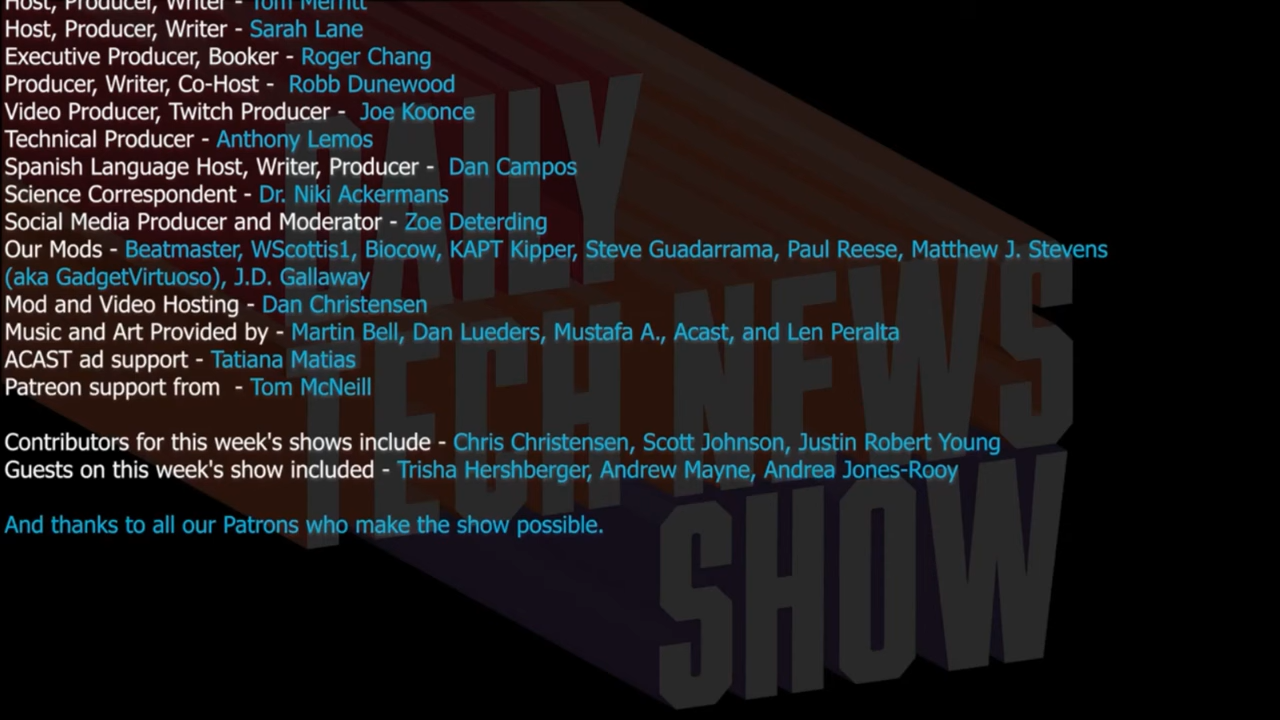 Host, Producer, Writer - Tom Merritt
Host, Producer, Writer - Sarah Lane
Executive Producer, Booker - Roger Chang
Producer, Writer, Co-Host -  Robb Dunewood
Video Producer, Twitch Producer -  Joe Koonce
Technical Producer - Anthony Lemos
Spanish Language Host, Writer, Producer -  Dan Campos
Science Correspondent - Dr. Niki Ackermans
Social Media Producer and Moderator - Zoe Deterding
Our Mods - Beatmaster, WScottis1, Biocow, KAPT Kipper, Steve Guadarrama, Paul Reese, Matthew J. Stevens
(aka GadgetVirtuoso), J.D. Gallaway
Mod and Video Hosting - Dan Christensen
Music and Art Provided by - Martin Bell, Dan Lueders, Mustafa A., Acast, and Len Peralta
ACAST ad support - Tatiana Matias
Patreon support from  - Tom McNeill
Contributors for this week's shows include - Chris Christensen, Scott Johnson, Justin Robert Young
Guests on this week's show included - Trisha Hershberger, Andrew Mayne, Andrea Jones-Rooy
And thanks to all our Patrons who make the show possible.
DAILY
TECH NEWS
SHOW